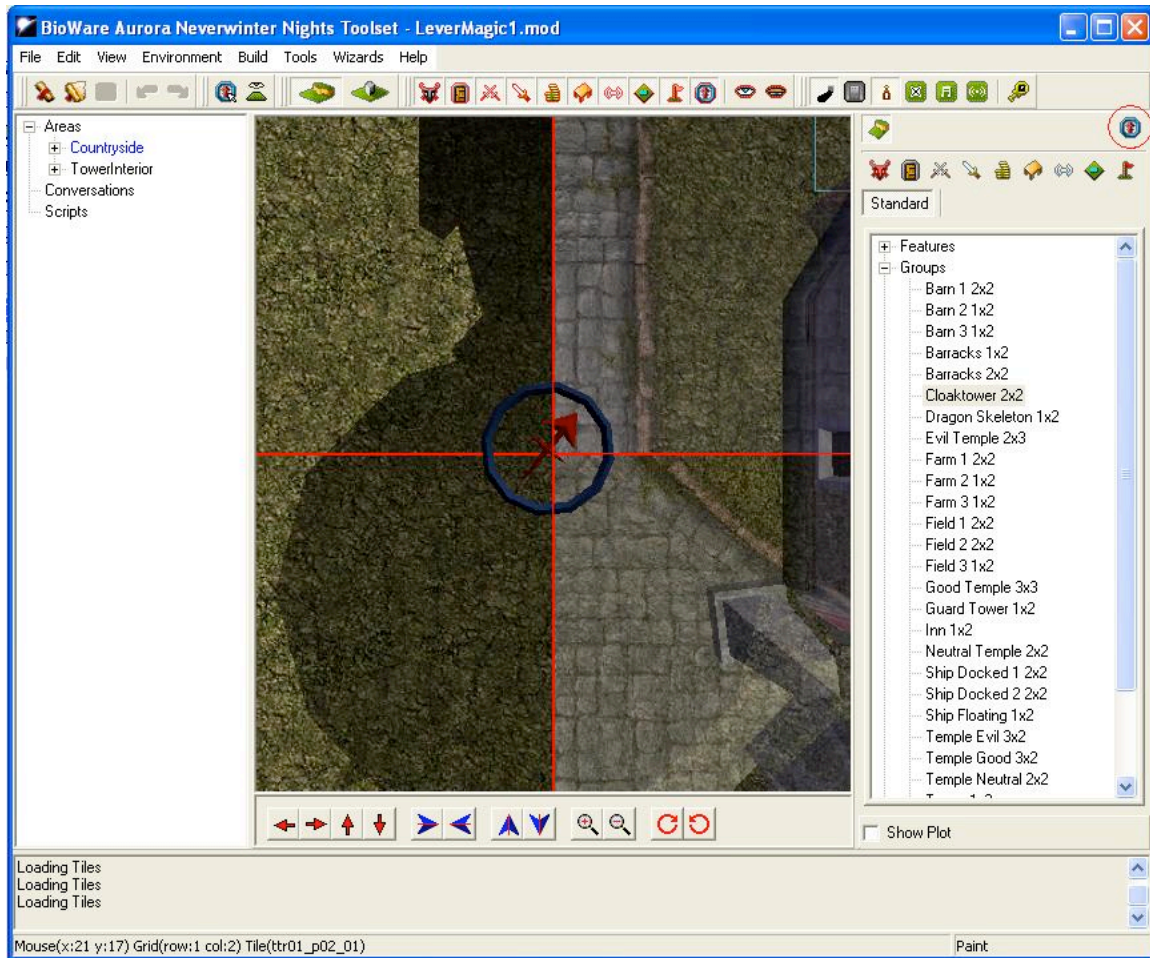 BioWare Aurora Neverwinter Nights Toolset - LeverMagic1.mod
File Edit View Environment Build Tools Wizards Help
Areas
Countryside
TowerInterior
Conversations
Scripts
Standard
Features
Groups
Barn 1 2x2
Barn 2 1x2
Barn 3 1x2
Barracks 1x2
Barracks 2x2
Cloaktower 2x2
Dragon Skeleton 1x2
Evil Temple 2x3
Farm 1 2x2
Farm 2 1x2
Farm 3 1x2
Field 1 2x2
Field 2 2x2
Field 3 1x2
Good Temple 3x3
Guard Tower 1x2
Inn 1x2
Neutral Temple 2x2
Ship Docked 1 2x2
Ship Docked 2 2x2
Ship Floating 1x2
Temple Evil 3x2
Temple Good 3x2
Temple Neutral 2x2
Show Plot
Loading Tiles
Loading Tiles
Loading Tiles
Mouse(x:21 y:17) Grid(row:1 col:2) Tile(ttr01_p02_01) Paint